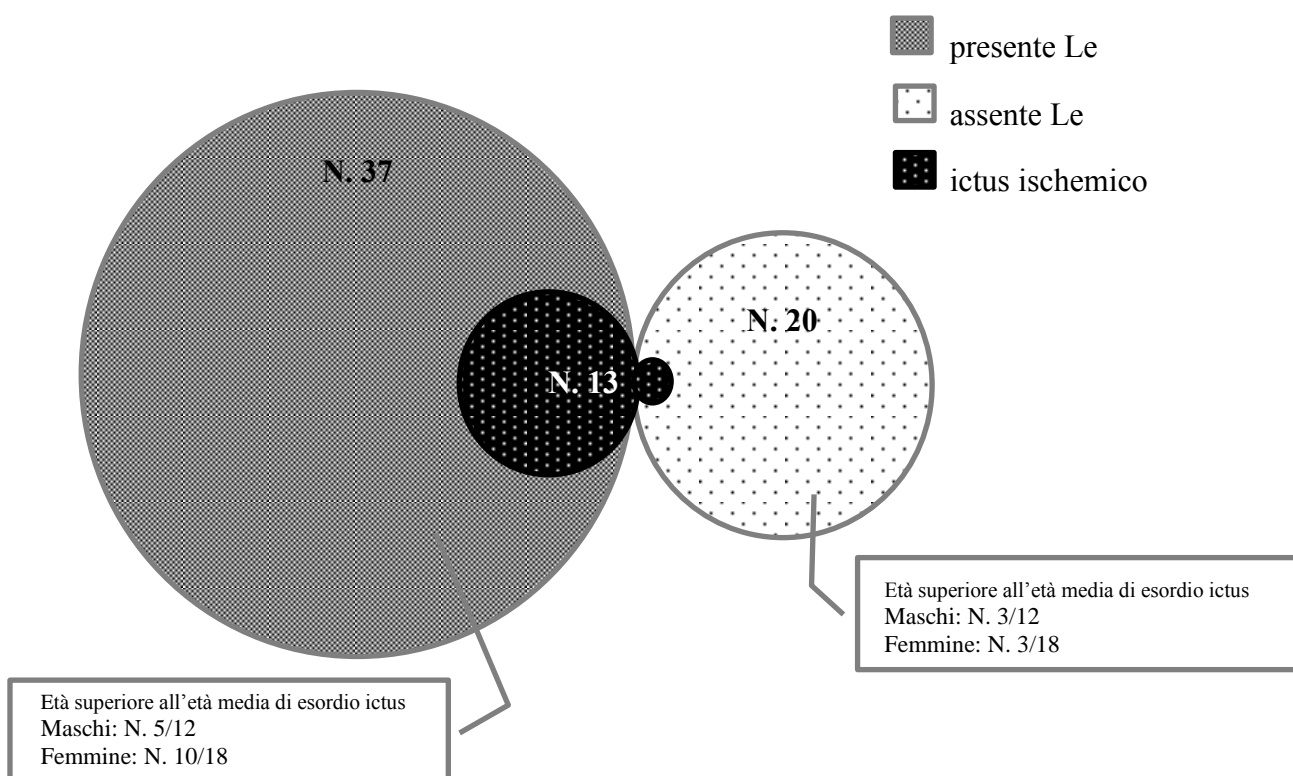 presente Le
assente Le
ictus ischemico
N. 37
N. 20
N. 13
Età superiore all’età media di esordio ictus
Maschi: N. 3/12
Femmine: N. 3/18
Età superiore all’età media di esordio ictus
Maschi: N. 5/12
Femmine: N. 10/18